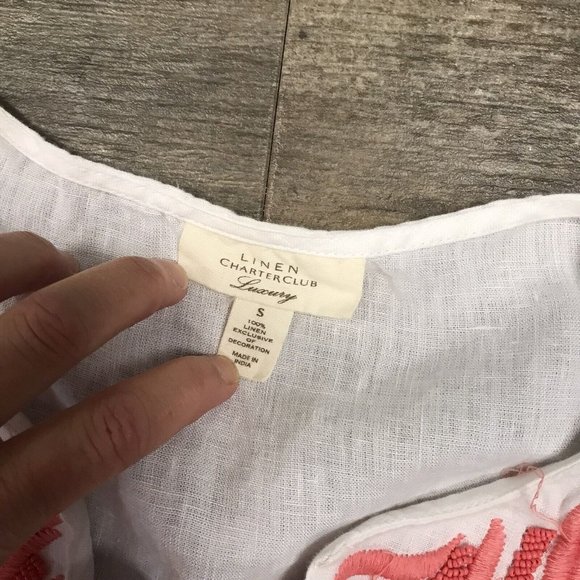 LINEN
CHARTER CLUB
Luxury
S
100%
LINEN
EXCLUSIVE
OF
DECORATION
MADE IN
INDIA